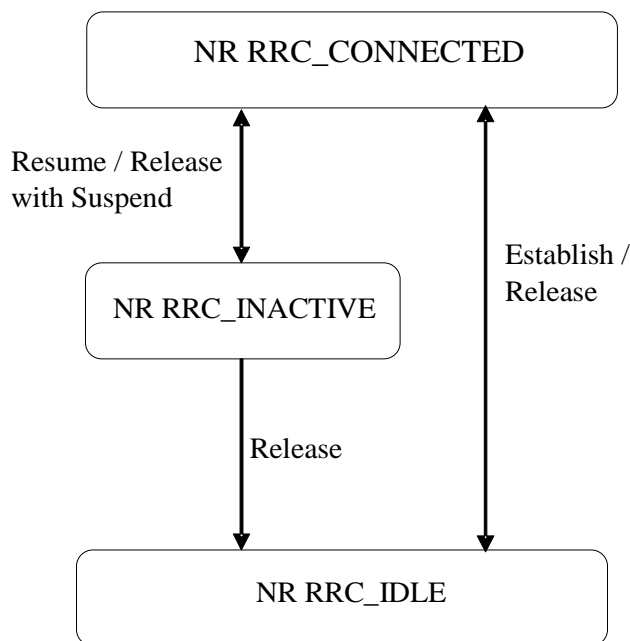 NR RRC_CONNECTED
Resume / Release
with Suspend
Establish /
Release
NR RRC_INACTIVE
Release
NR RRC_IDLE